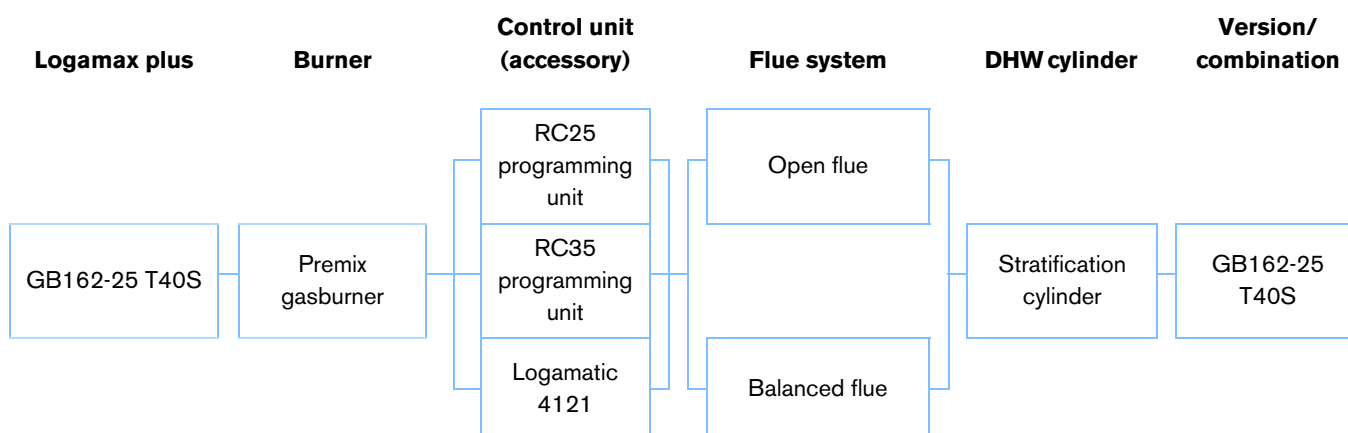 Logamax plus
Burner
Control unit
(accessory)
Flue system
DHW cylinder
Version/
combination
GB162-25 T40S
Premix
gasburner
RC25
programming
unit
RC35
programming
unit
Logamatic
4121
Open flue
Balanced flue
Stratification
cylinder
GB162-25
T40S